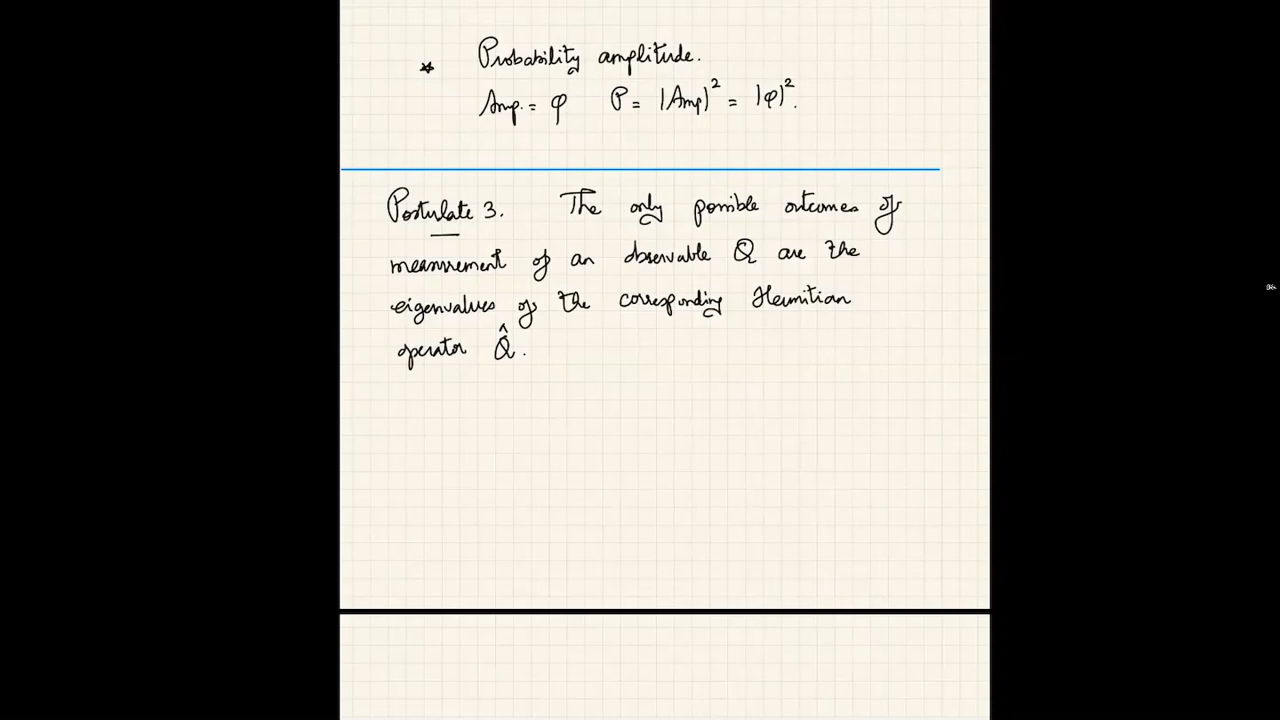 * Probability amplitude.
Amp. = φ P = |Amp|² = |φ|².
Postulate 3. The only possible outcomes of
measurement of an observable Q are the
eigenvalues of the corresponding Hermitian
operator Q̂.